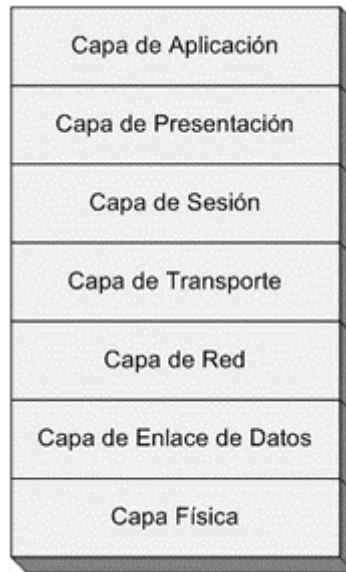 Capa de Aplicación
Capa de Presentación
Capa de Sesión
Capa de Transporte
Capa de Red
Capa de Enlace de Datos
Capa Física